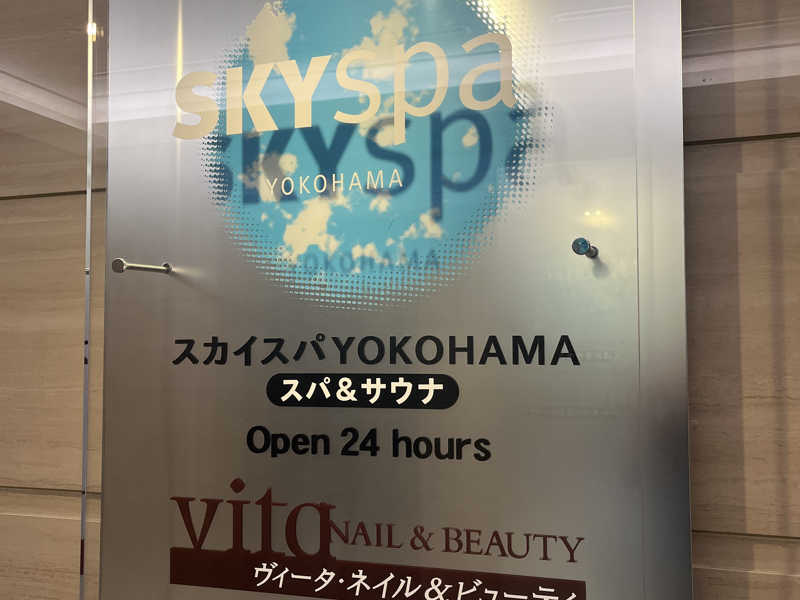 SKYspa
YOKOHAMA
スカイスパYOKOHAMA
スパ&サウナ
Open 24 hours
vita NAIL & BEAUTY
ヴィータ・ネイル&ビューティ